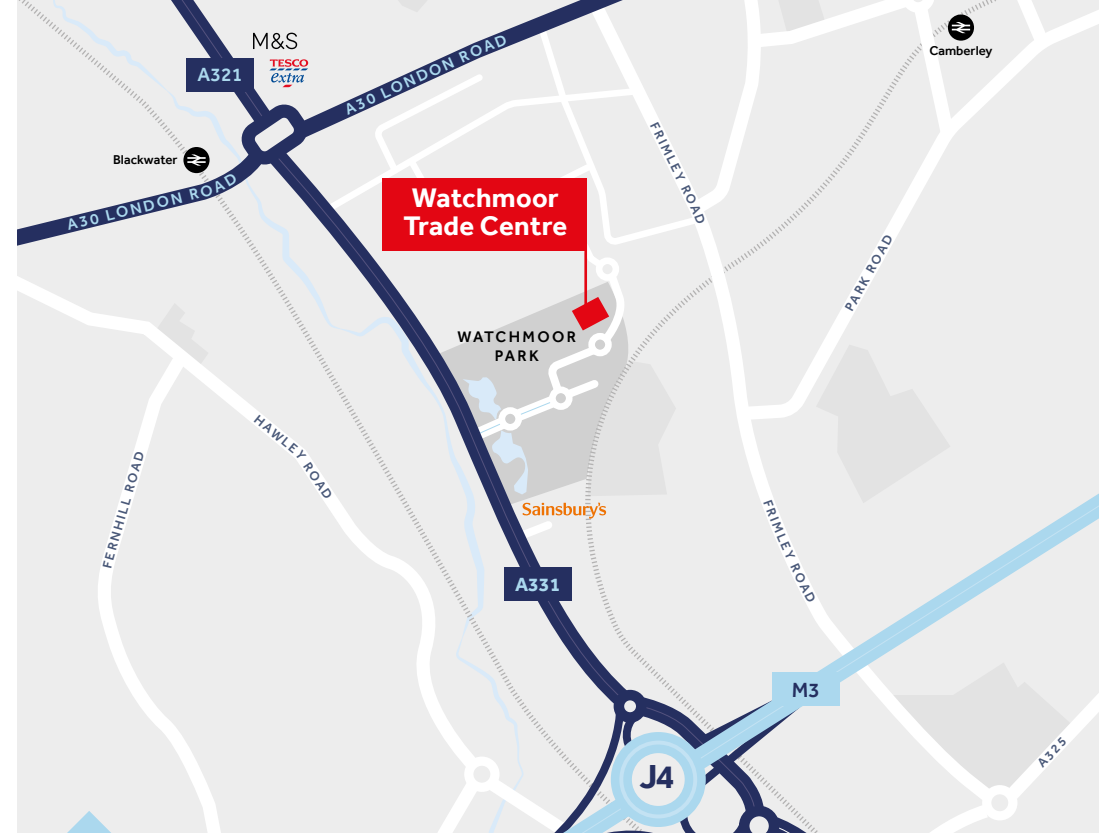 M&S
TESCO
extra
A321
A30 LONDON ROAD
Camberley
Blackwater
A30 LONDON ROAD
FRIMLEY ROAD
Watchmoor
Trade Centre
PARK ROAD
WATCHMOOR
PARK
HAWLEY ROAD
FERNHILL ROAD
Sainsbury's
FRIMLEY ROAD
A331
M3
A325
J4